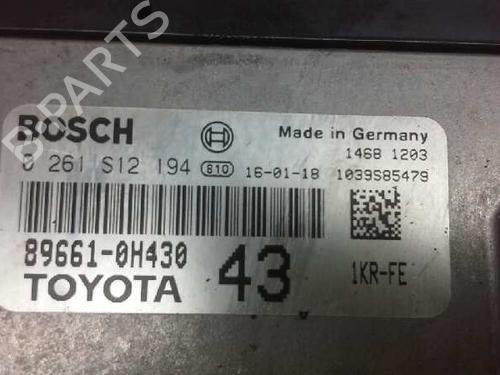 B PARTS
BOSCH
Made in Germany
0 261 S12 194 810 16-01-18
1468 1203
1039S85479
89661-0H430
TOYOTA
43
1KR-FE